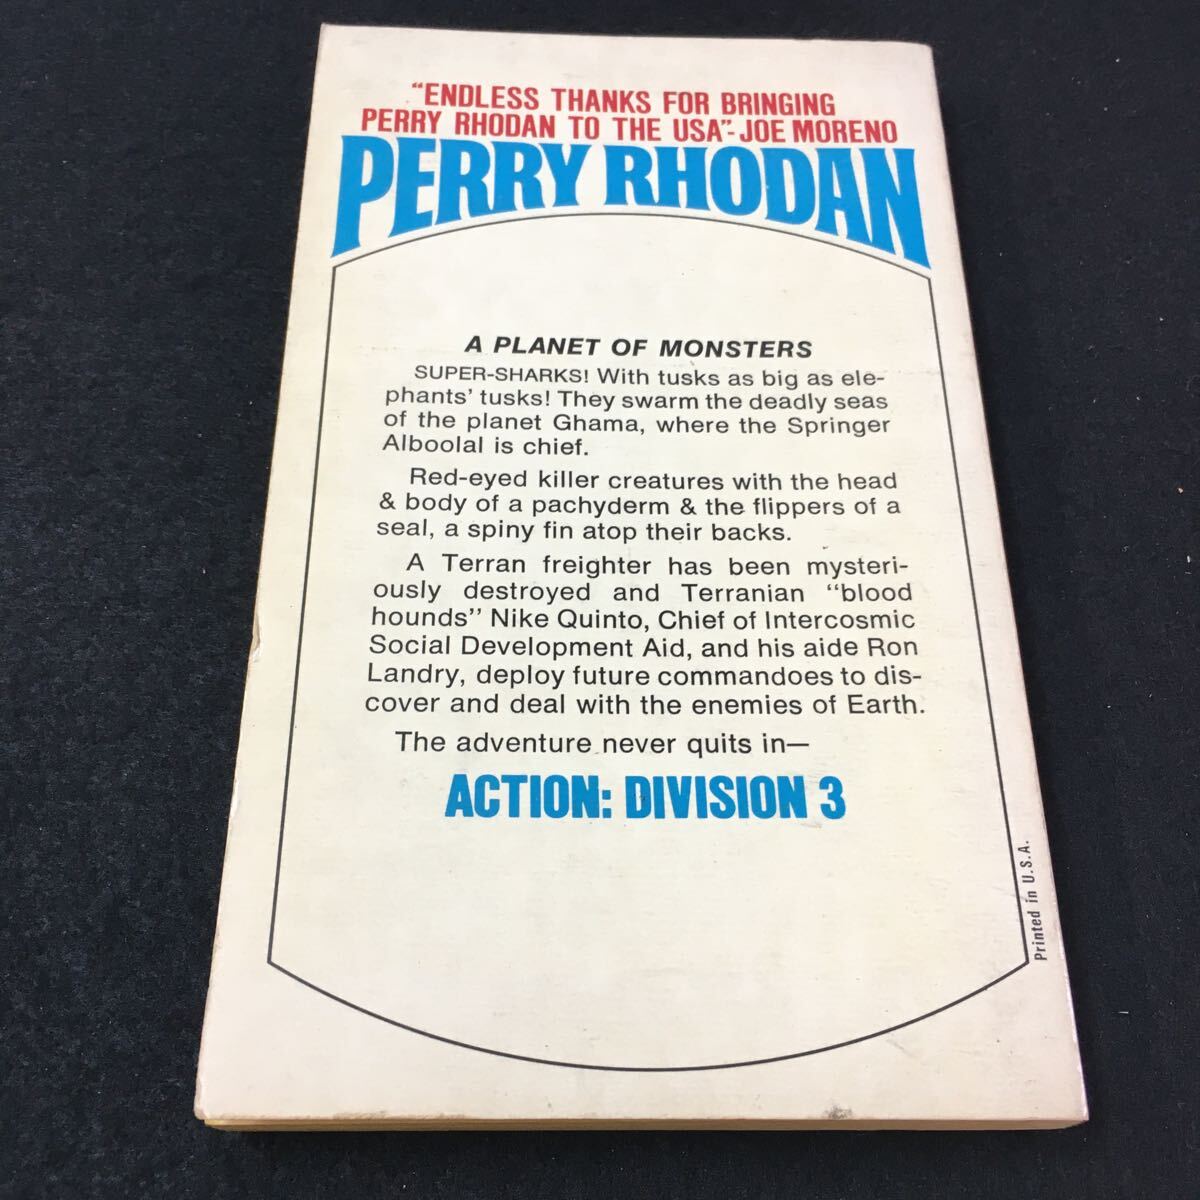 "ENDLESS THANKS FOR BRINGING
PERRY RHODAN TO THE USA"-JOE MORENO
PERRY RHODAN
A PLANET OF MONSTERS
SUPER-SHARKS! With tusks as big as ele-
phants' tusks! They swarm the deadly seas
of the planet Ghama, where the Springer
Alboolal is chief.
Red-eyed killer creatures with the head
& body of a pachyderm & the flippers of a
seal, a spiny fin atop their backs.
A Terran freighter has been mysteri-
ously destroyed and Terranian "blood
hounds" Nike Quinto, Chief of Intercosmic
Social Development Aid, and his aide Ron
Landry, deploy future commandoes to dis-
cover and deal with the enemies of Earth.
The adventure never quits in—
ACTION: DIVISION 3
Printed in U.S.A.